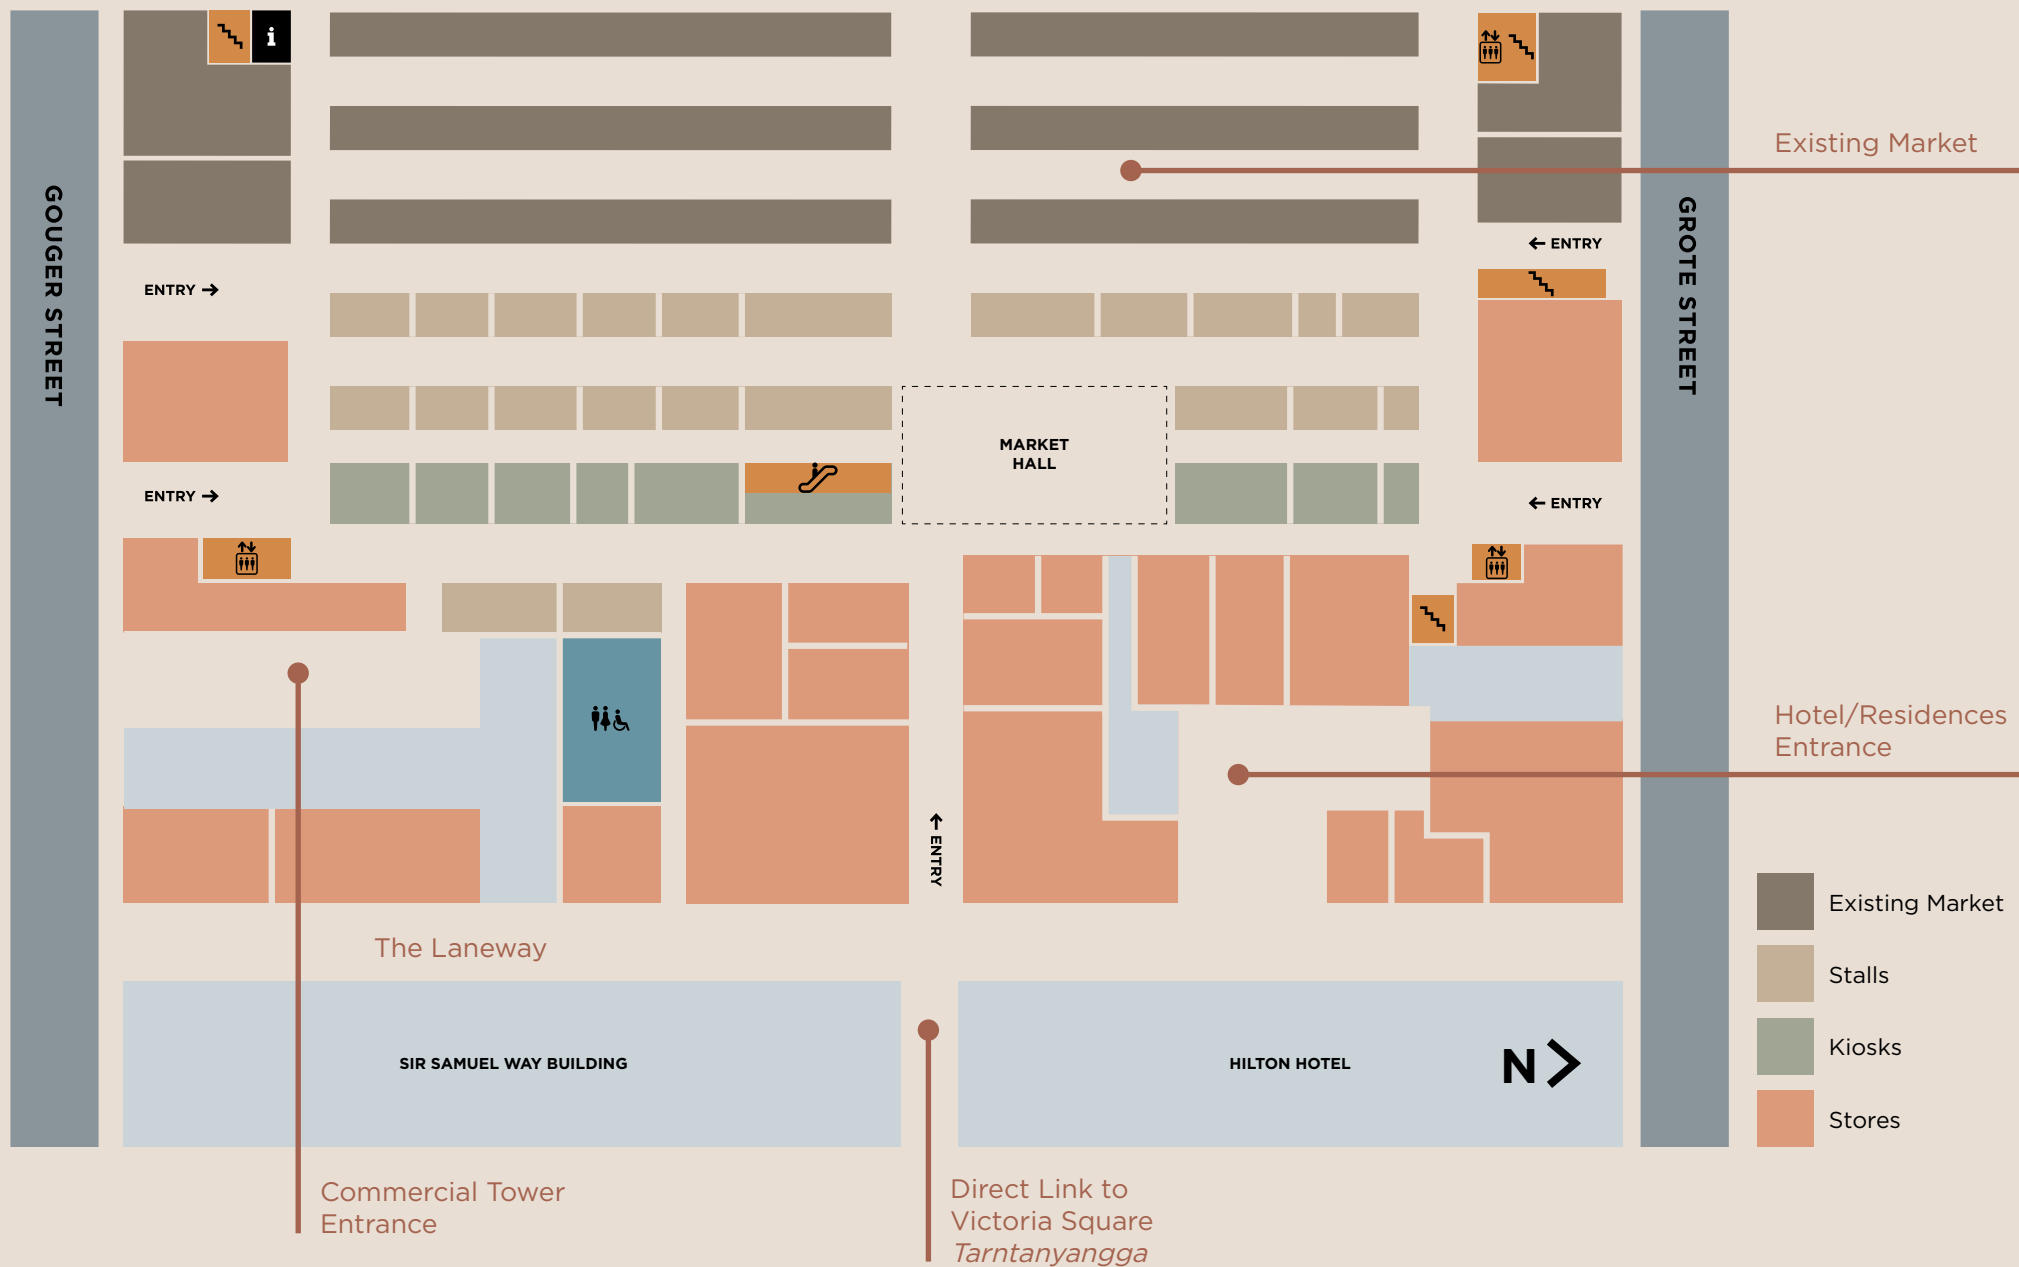 i
Existing Market
GOUGER STREET
GROTE STREET
← ENTRY
ENTRY →
MARKET
HALL
ENTRY →
← ENTRY
Hotel/Residences
Entrance
ENTRY →
The Laneway
Existing Market
Stalls
Kiosks
Stores
SIR SAMUEL WAY BUILDING
HILTON HOTEL
N
Commercial Tower
Entrance
Direct Link to
Victoria Square
Tarntanyangga